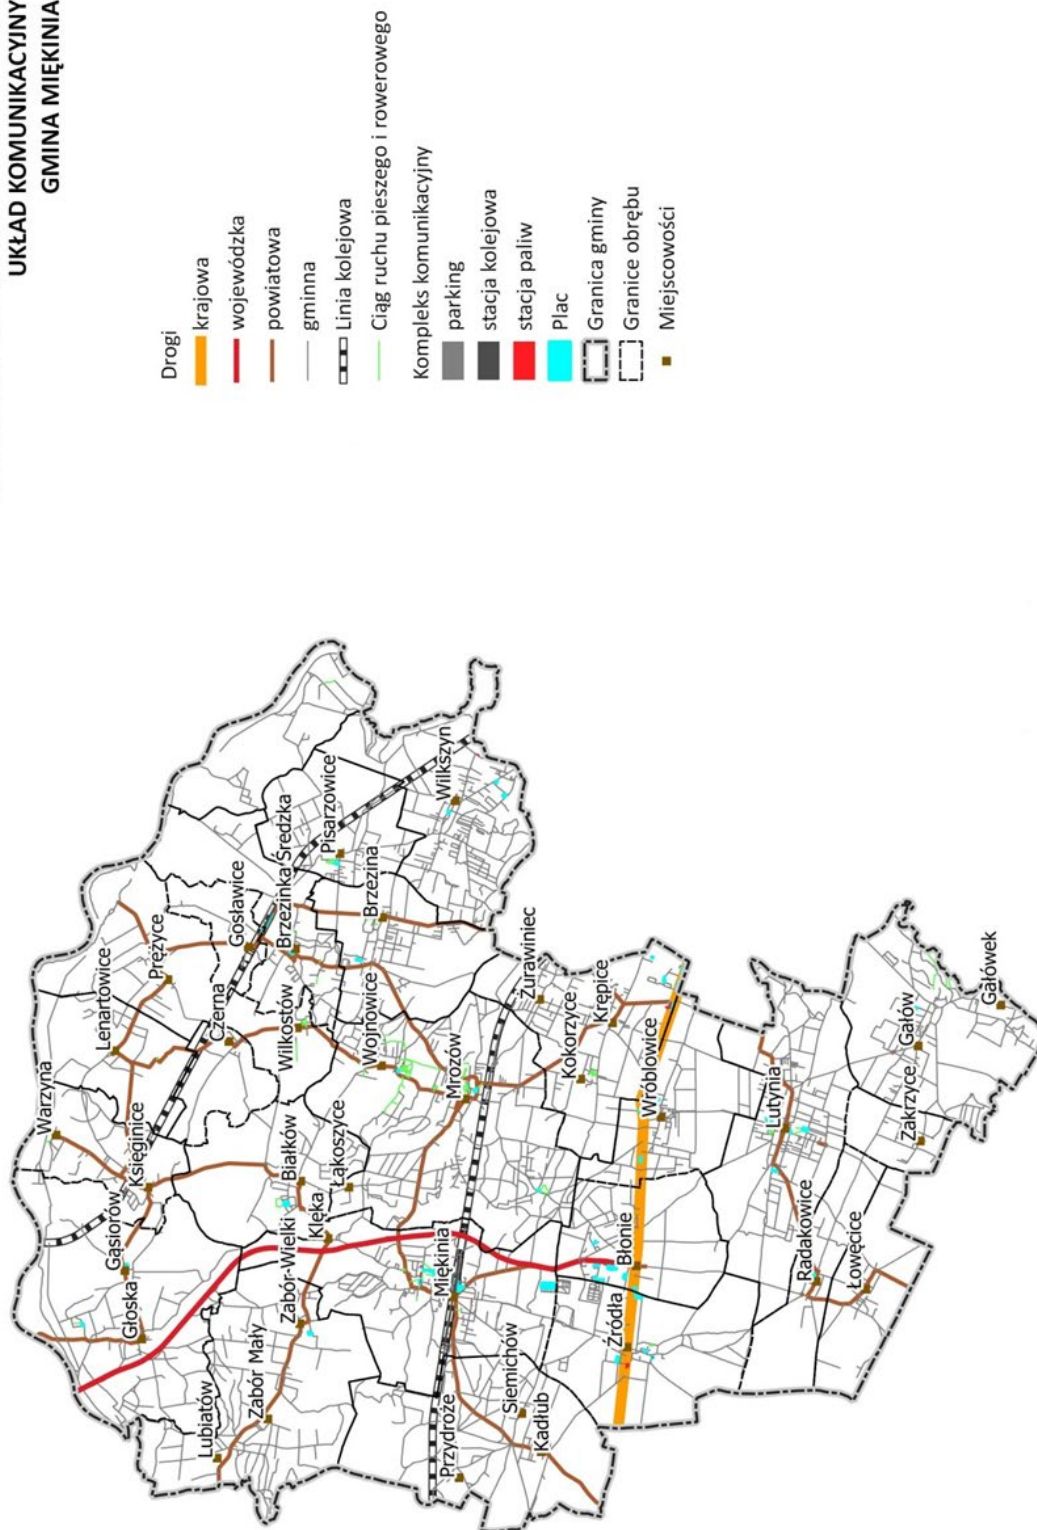 UKŁAD KOMUNIKACYJNY
GMINA MIĘKINIA
Drogi
krajowa
wojewódzka
powiatowa
gminna
Linia kolejowa
Ciąg ruchu pieszego i rowerowego
Kompleks komunikacyjny
parking
stacja kolejowa
stacja paliw
Plac
Granica gminy
Granice obrębu
Miejscowości
Warzyna
Lenartowice
Prężyce
Księginice
Gąsiorów
Głoska
Gosławice
Czerna
Brzezinka Średzka
Pisarzowice
Wilkszyn
Brzezina
Wilkostów
Wojnowice
Białków
Łąkoszyce
Klęka
Zabór-Wielki
Zabór Mały
Lubiatów
Mrozów
Żurawiniec
Miękinia
Kokorzyce
Krępice
Wróblowice
Przydroże
Siemichów
Kadłub
Źródła
Błonie
Lutynia
Radakowice
Łowęcice
Zakrzyce
Gałów
Gałówek